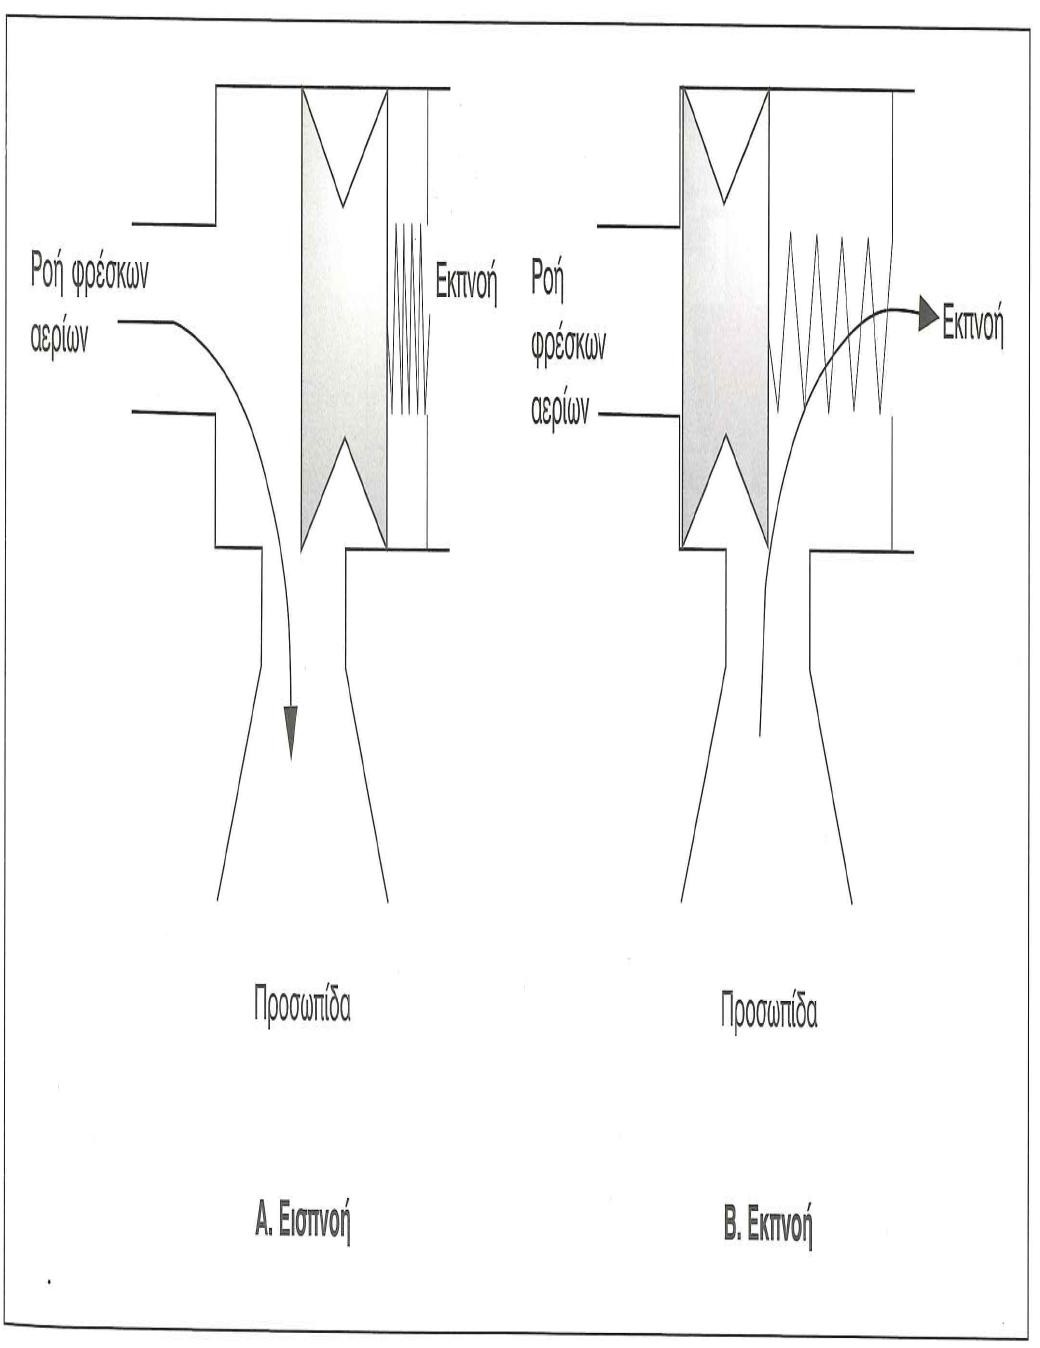 Ροή φρέσκων
αερίων
Εκπνοή
Προσωπίδα
Α. Εισπνοή
Ροή
φρέσκων
αερίων
Εκπνοή
Προσωπίδα
Β. Εκπνοή